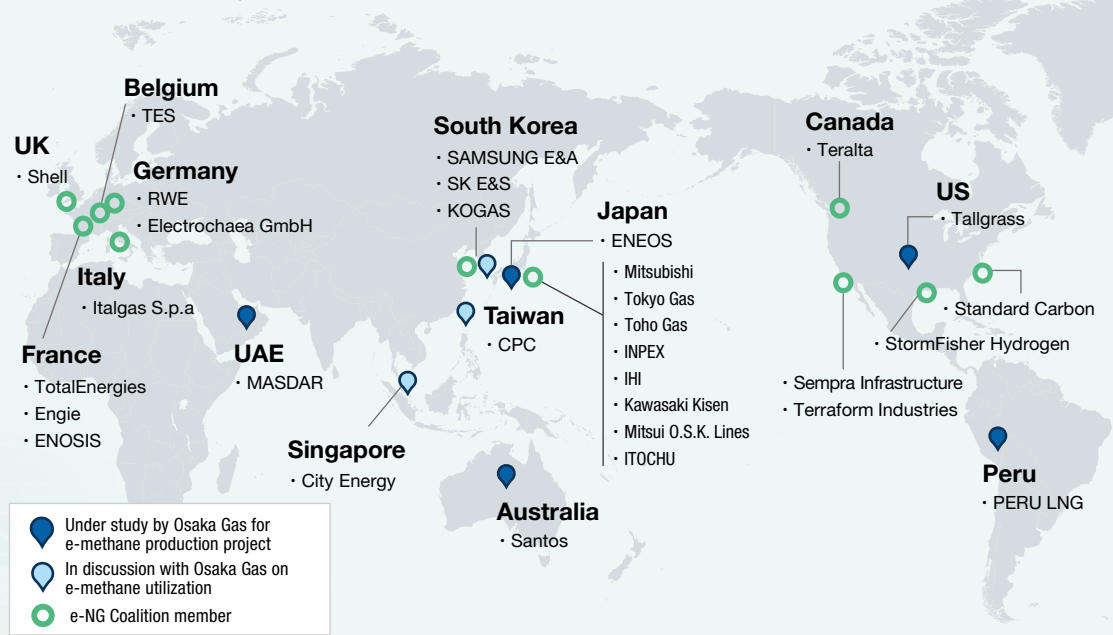 Belgium
・TES
UK
・Shell
Germany
・RWE
・Electrochaea GmbH
Italy
・Italgas S.p.a
France
・TotalEnergies
・Engie
・ENOSIS
UAE
・MASDAR
South Korea
・SAMSUNG E&A
・SK E&S
・KOGAS
Japan
・ENEOS
・Mitsubishi
・Tokyo Gas
・Toho Gas
・INPEX
・IHI
・Kawasaki Kisen
・Mitsui O.S.K. Lines
・ITOCHU
Taiwan
・CPC
Singapore
・City Energy
Australia
・Santos
Canada
・Teralta
US
・Tallgrass
・Standard Carbon
・StormFisher Hydrogen
・Sempra Infrastructure
・Terraform Industries
Peru
・PERU LNG
Under study by Osaka Gas for
e-methane production project
In discussion with Osaka Gas on
e-methane utilization
e-NG Coalition member